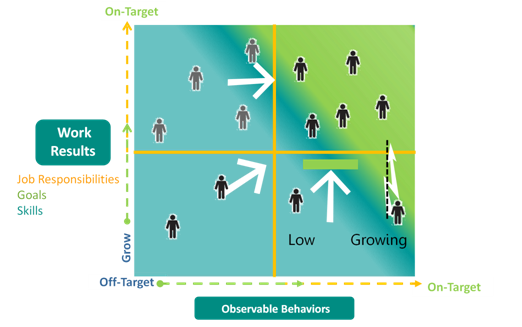 On-Target
Work
Results
Job Responsibilities
Goals
Skills
Grow
Low
Growing
Off-Target
On-Target
Observable Behaviors